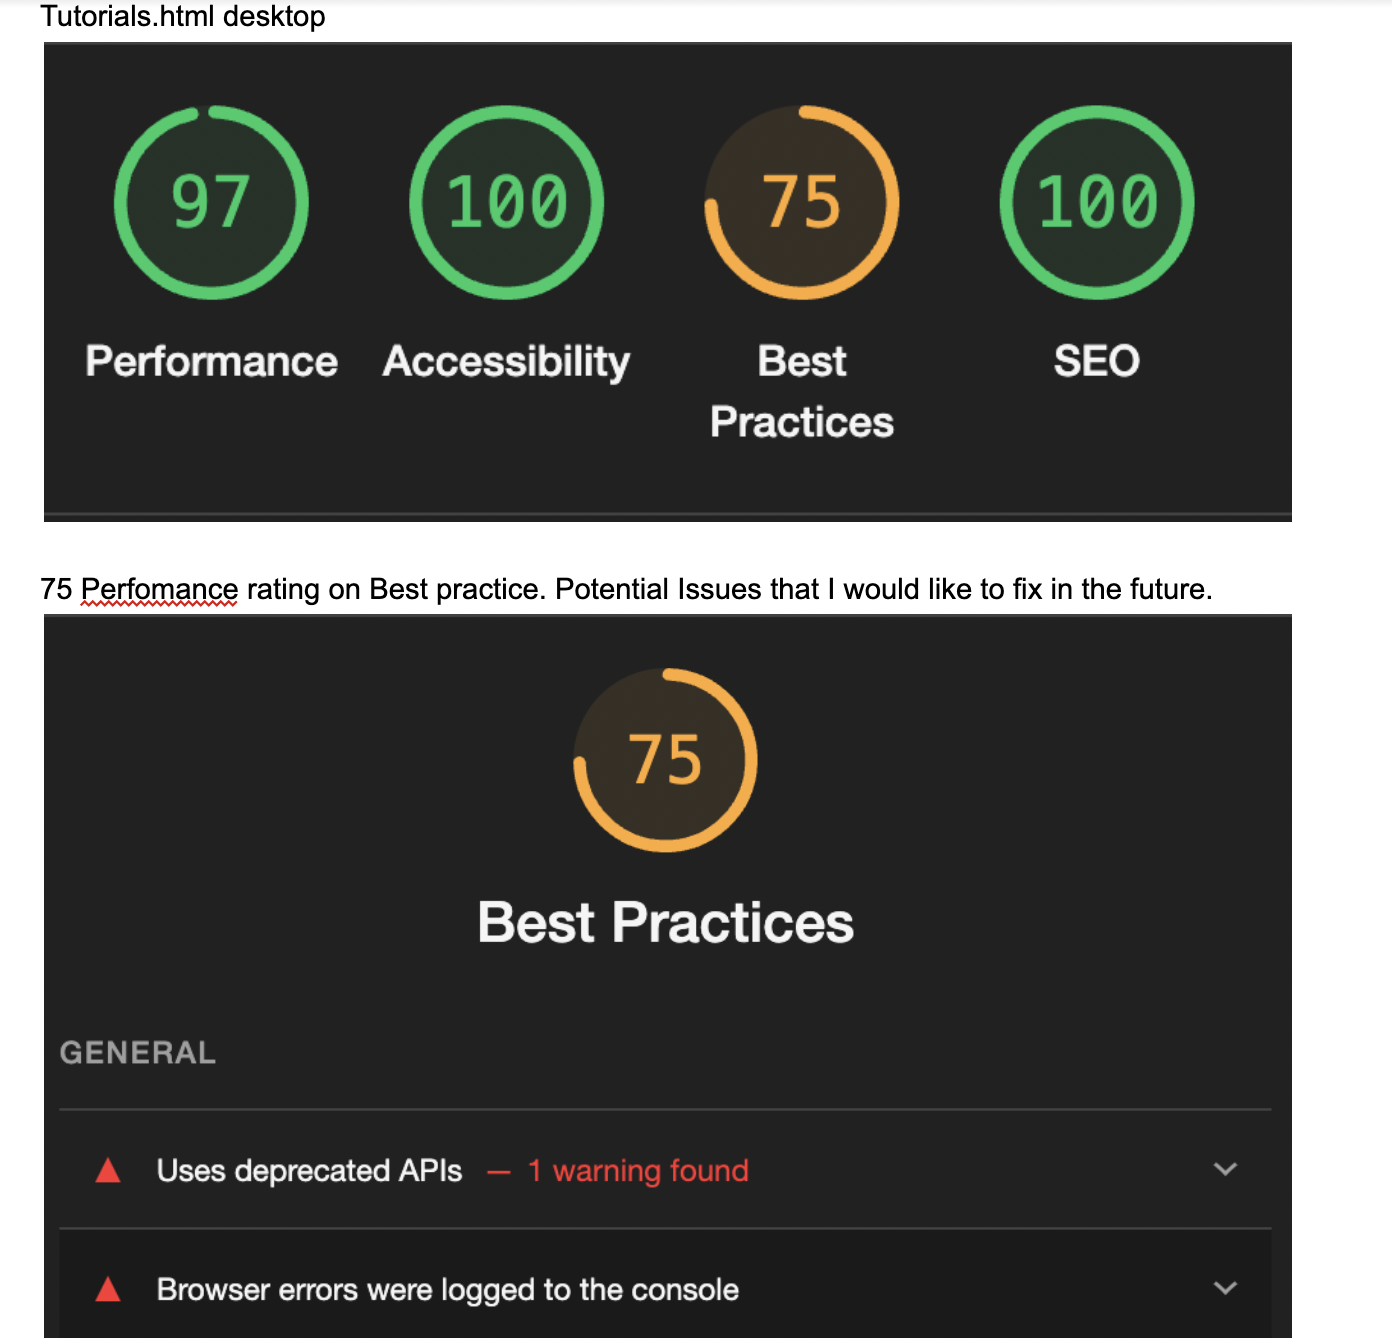 Tutorials.html desktop
97 100 75 100
Performance Accessibility Best Practices SEO
75 Perfomance rating on Best practice. Potential Issues that I would like to fix in the future.
75
Best Practices
GENERAL
Uses deprecated APIs — 1 warning found
Browser errors were logged to the console